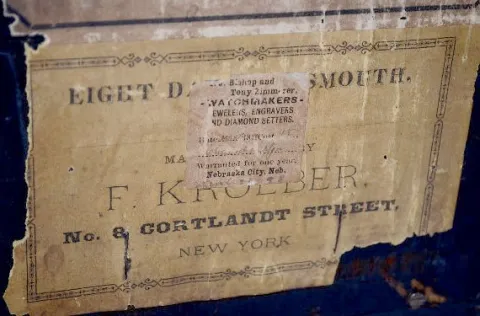 EIGHT DA SMOUTH.
Bishop and
Tony Zimmerer,
- WATCHMAKERS -
JEWELERS, ENGRAVERS
AND DIAMOND SETTERS.
MA Y
Warranted for one year.
Nebraska City, Neb.
F. KROEBER.
No. 8 CORTLANDT STREET,
NEW YORK